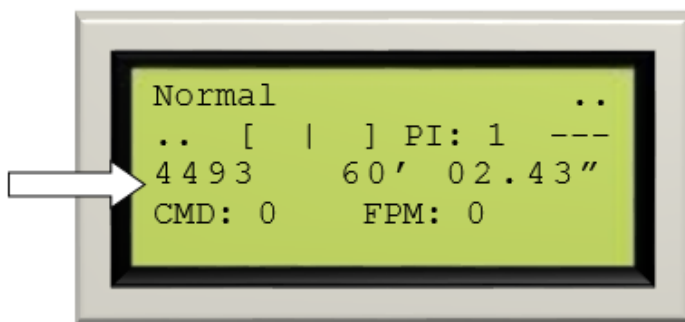 Normal ..
.. [ | ] PI: 1 ---
4493 60' 02.43"
CMD: 0 FPM: 0